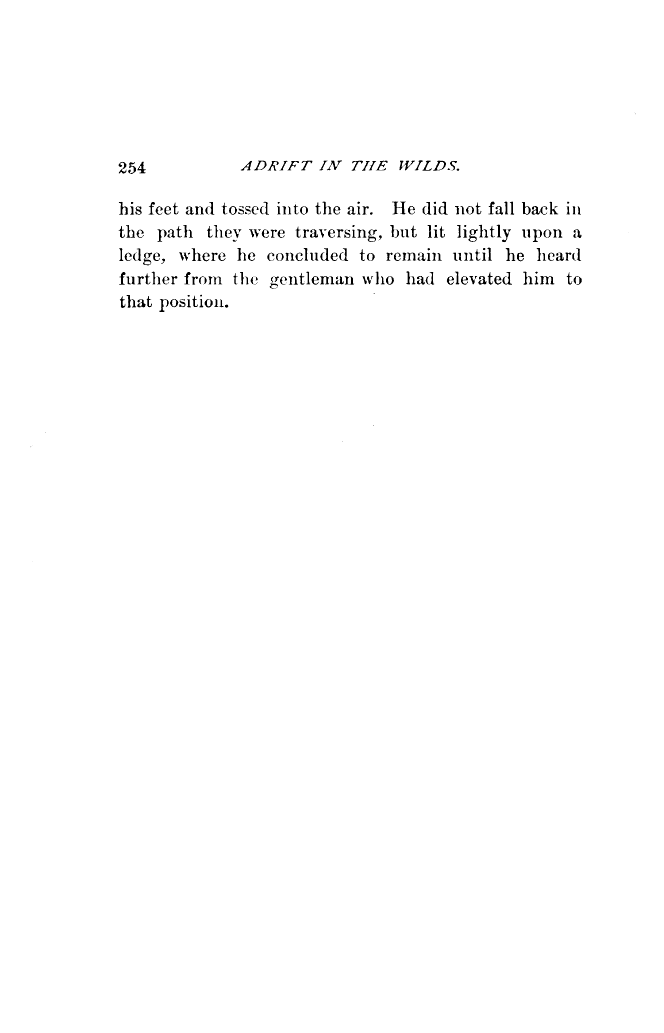 254 ADRIFT IN THE WILDS.
his feet and tossed into the air. He did not fall back in
the path they were traversing, but lit lightly upon a
ledge, where he concluded to remain until he heard
further from the gentleman who had elevated him to
that position.